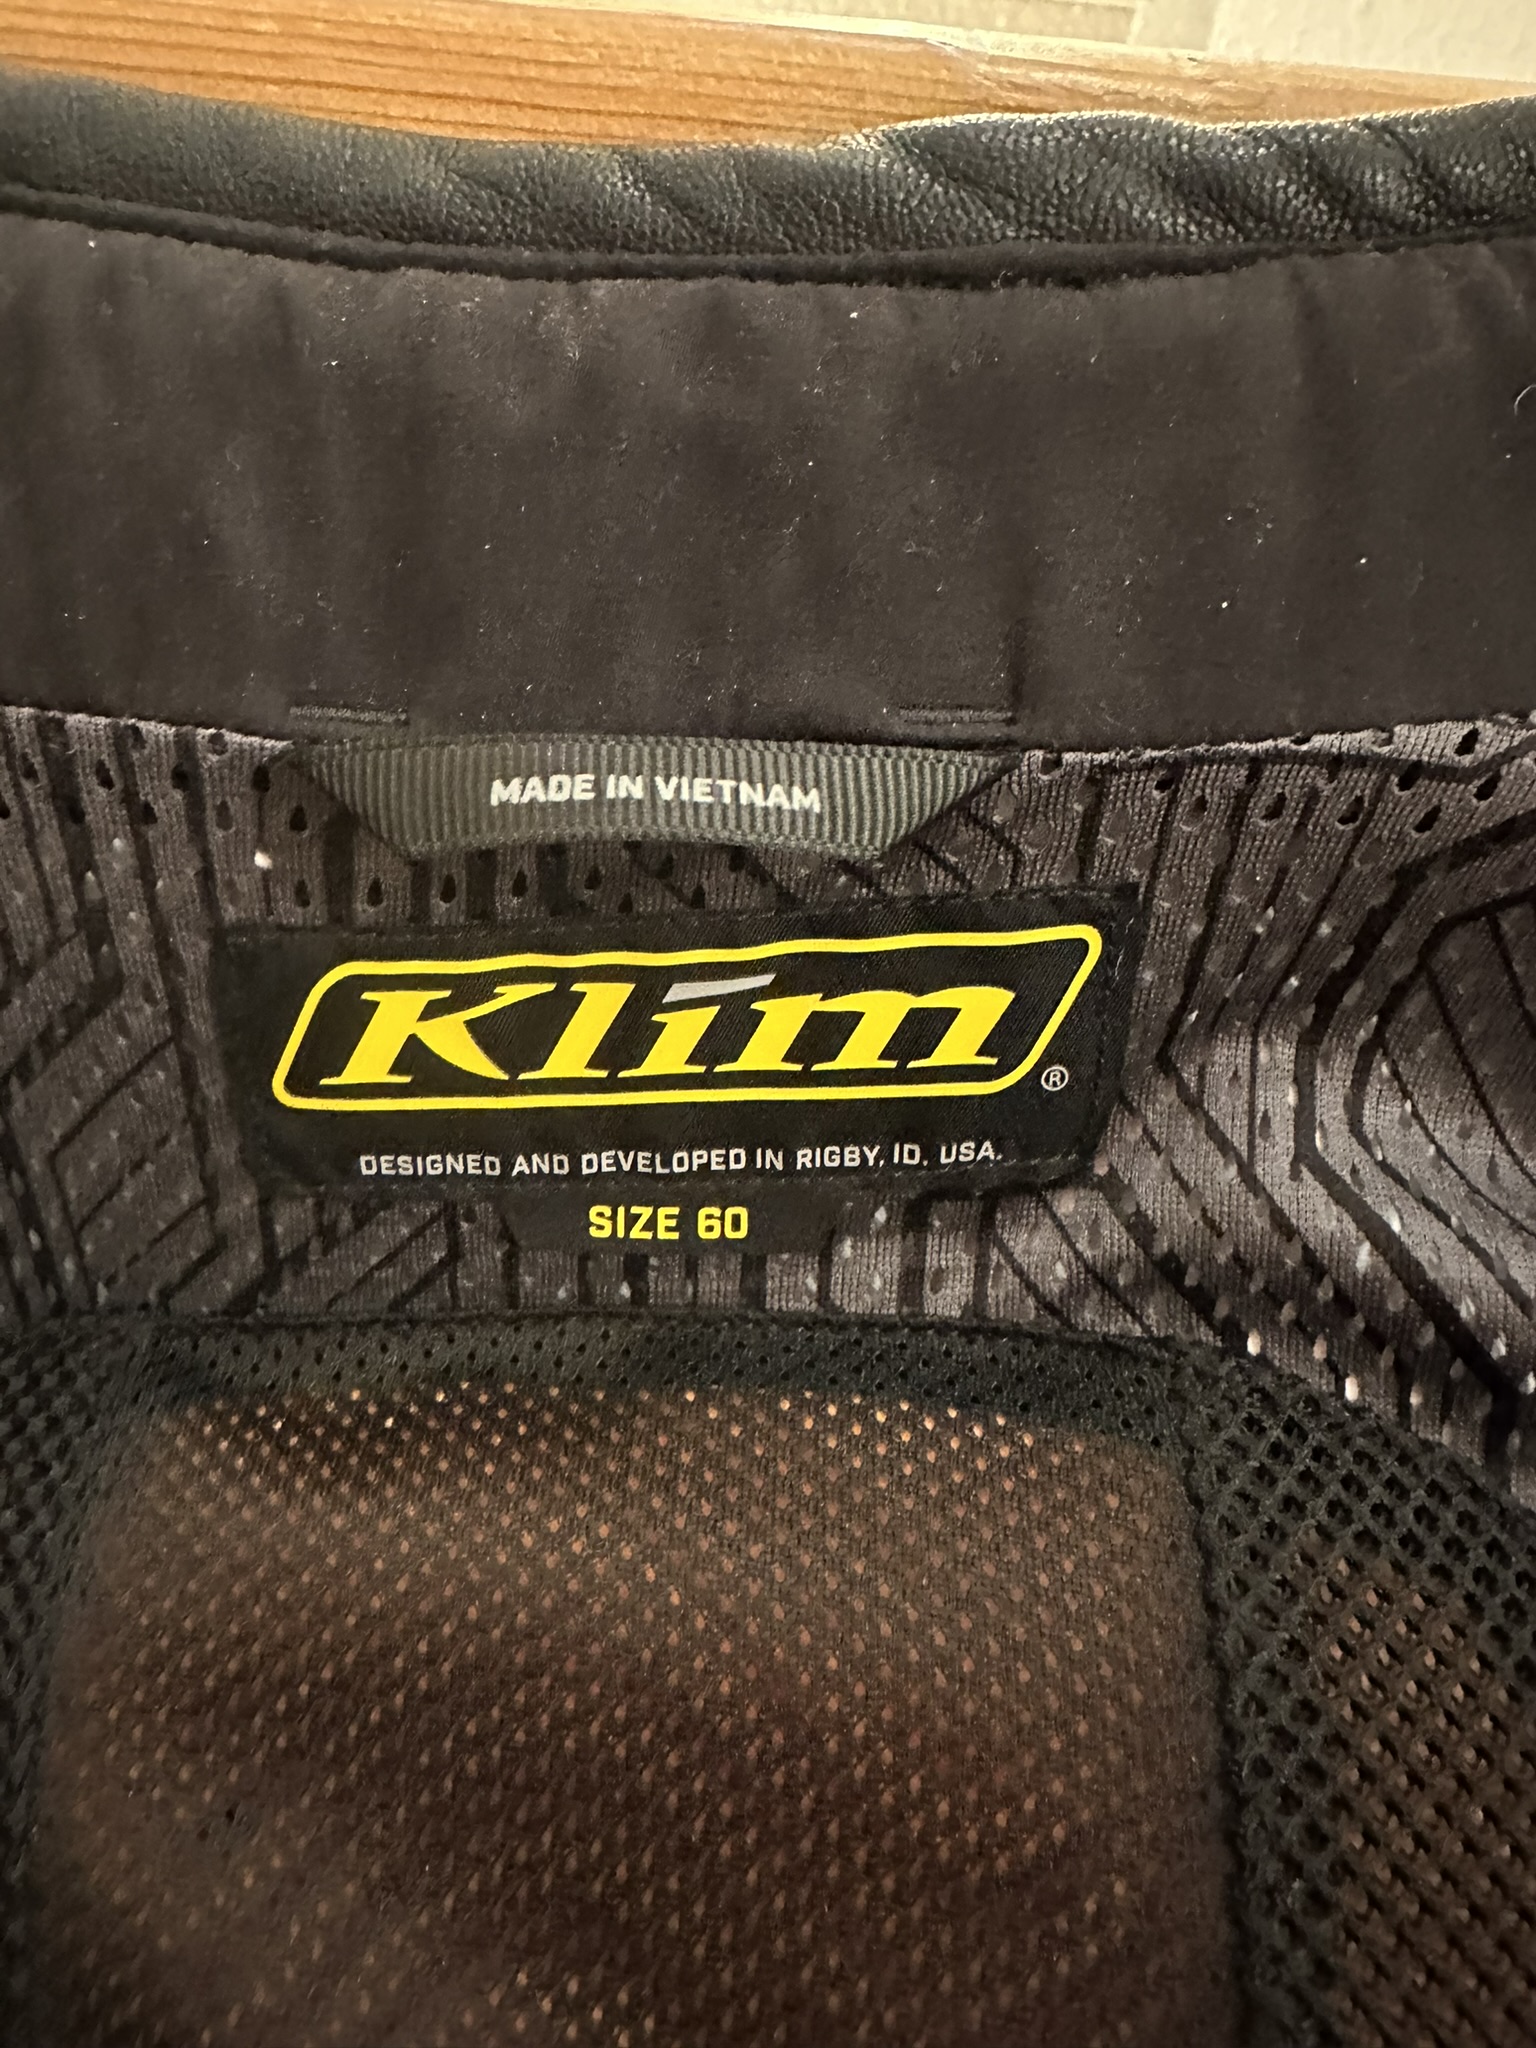 MADE IN VIETNAM
Klim
®
DESIGNED AND DEVELOPED IN RIGBY, ID, USA.
SIZE 60